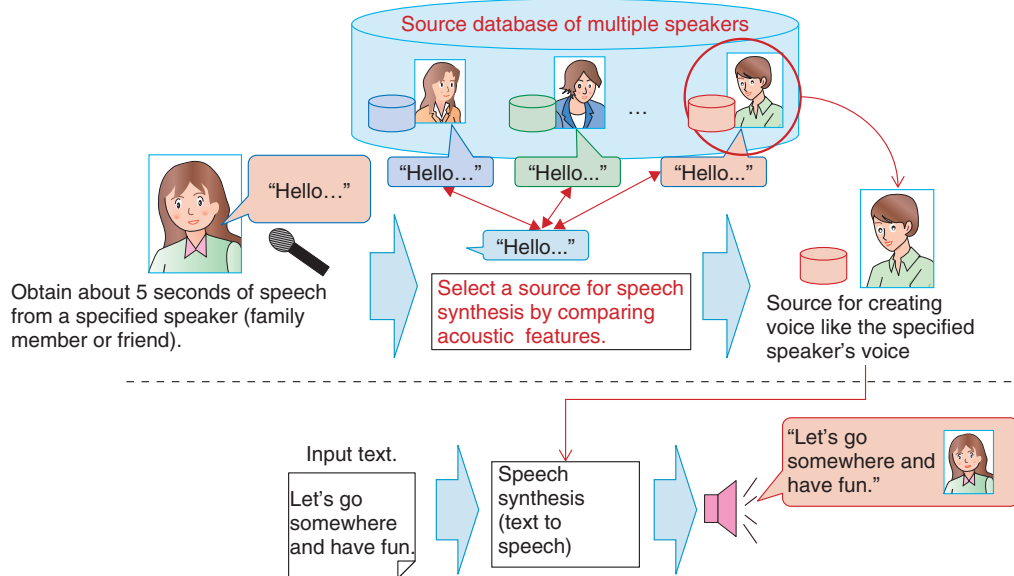 Source database of multiple speakers
…
“Hello…”
“Hello...”
“Hello...”
“Hello…”
“Hello...”
Obtain about 5 seconds of speech
from a specified speaker (family
member or friend).
Select a source for speech
synthesis by comparing
acoustic features.
Source for creating
voice like the specified
speaker’s voice
Input text.
Let’s go
somewhere
and have fun.
Speech
synthesis
(text to
speech)
“Let’s go
somewhere and
have fun.”